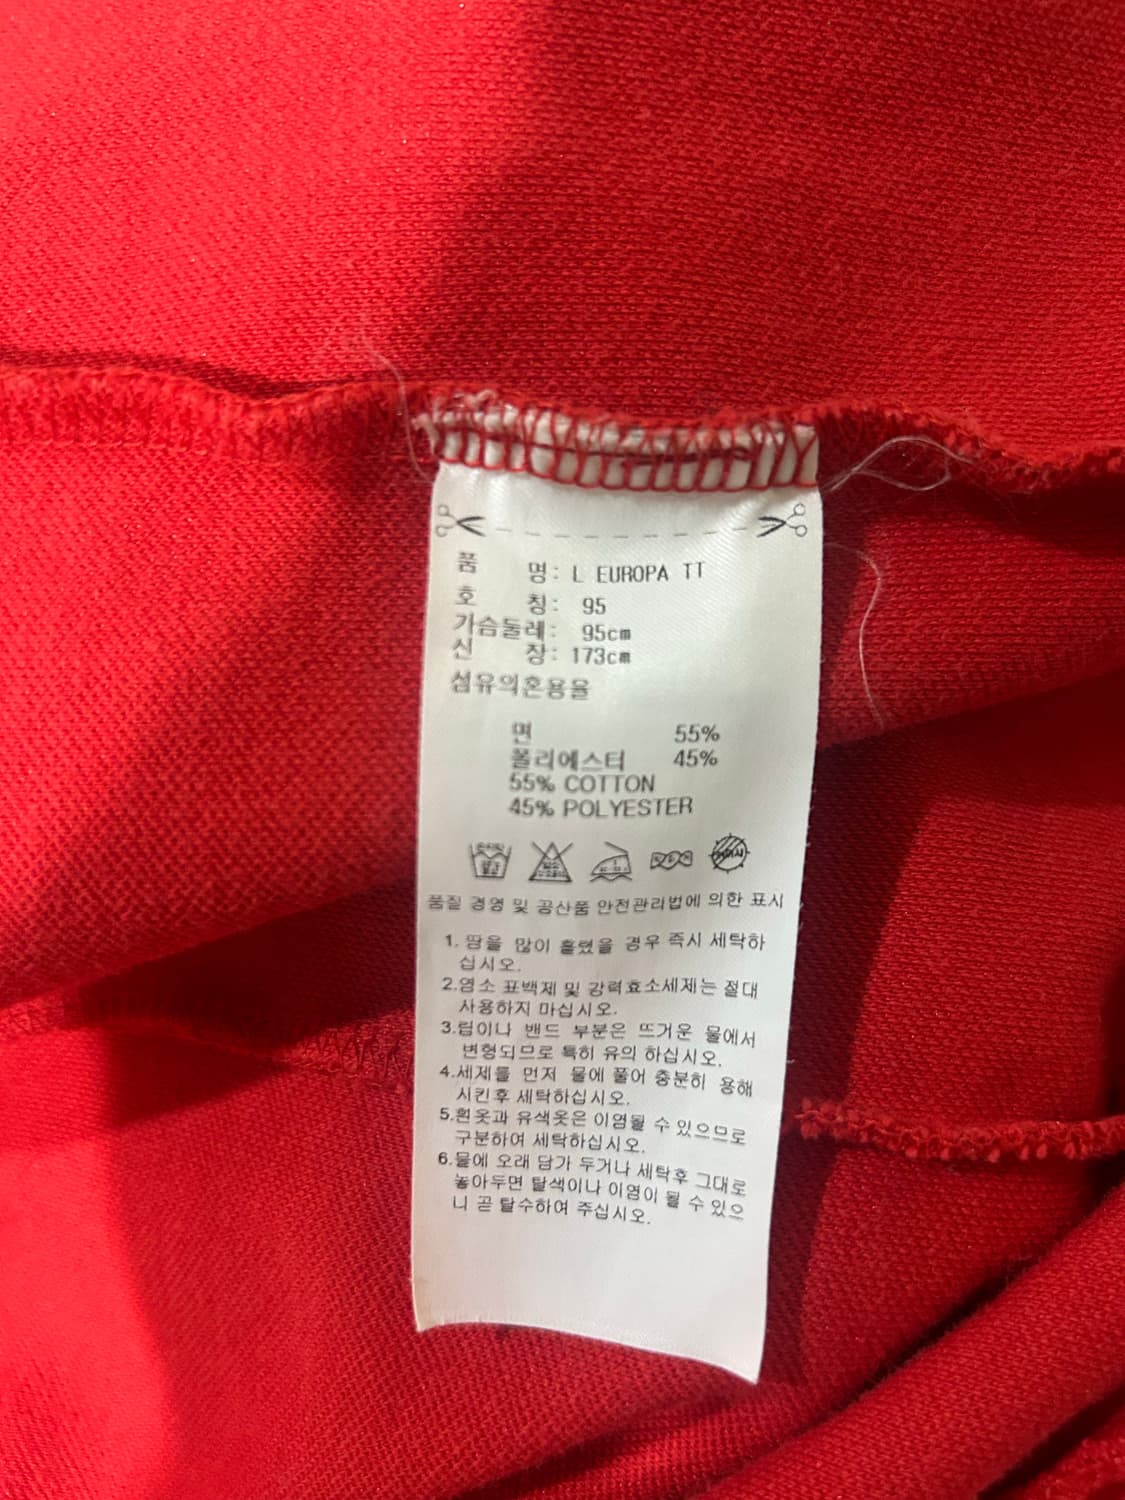 품 명: L EUROPA TT
호 칭: 95
가슴둘레: 95cm
신 장: 173cm
섬유의혼용율
면 55%
폴리에스터 45%
55% COTTON
45% POLYESTER
품질 경영 및 공산품 안전관리법에 의한 표시
1. 땀을 많이 흘렸을 경우 즉시 세탁하
십시오.
2.염소 표백제 및 강력효소세제는 절대
사용하지 마십시오.
3.립이나 밴드 부분은 뜨거운 물에서
변형되므로 특히 유의 하십시오.
4.세제를 먼저 물에 풀어 충분히 용해
시킨후 세탁하십시오.
5.흰옷과 유색옷은 이염될 수 있으므로
구분하여 세탁하십시오.
6.물에 오래 담가 두거나 세탁후 그대로
놓아두면 탈색이나 이염이 될 수 있으
니 곧 탈수하여 주십시오.